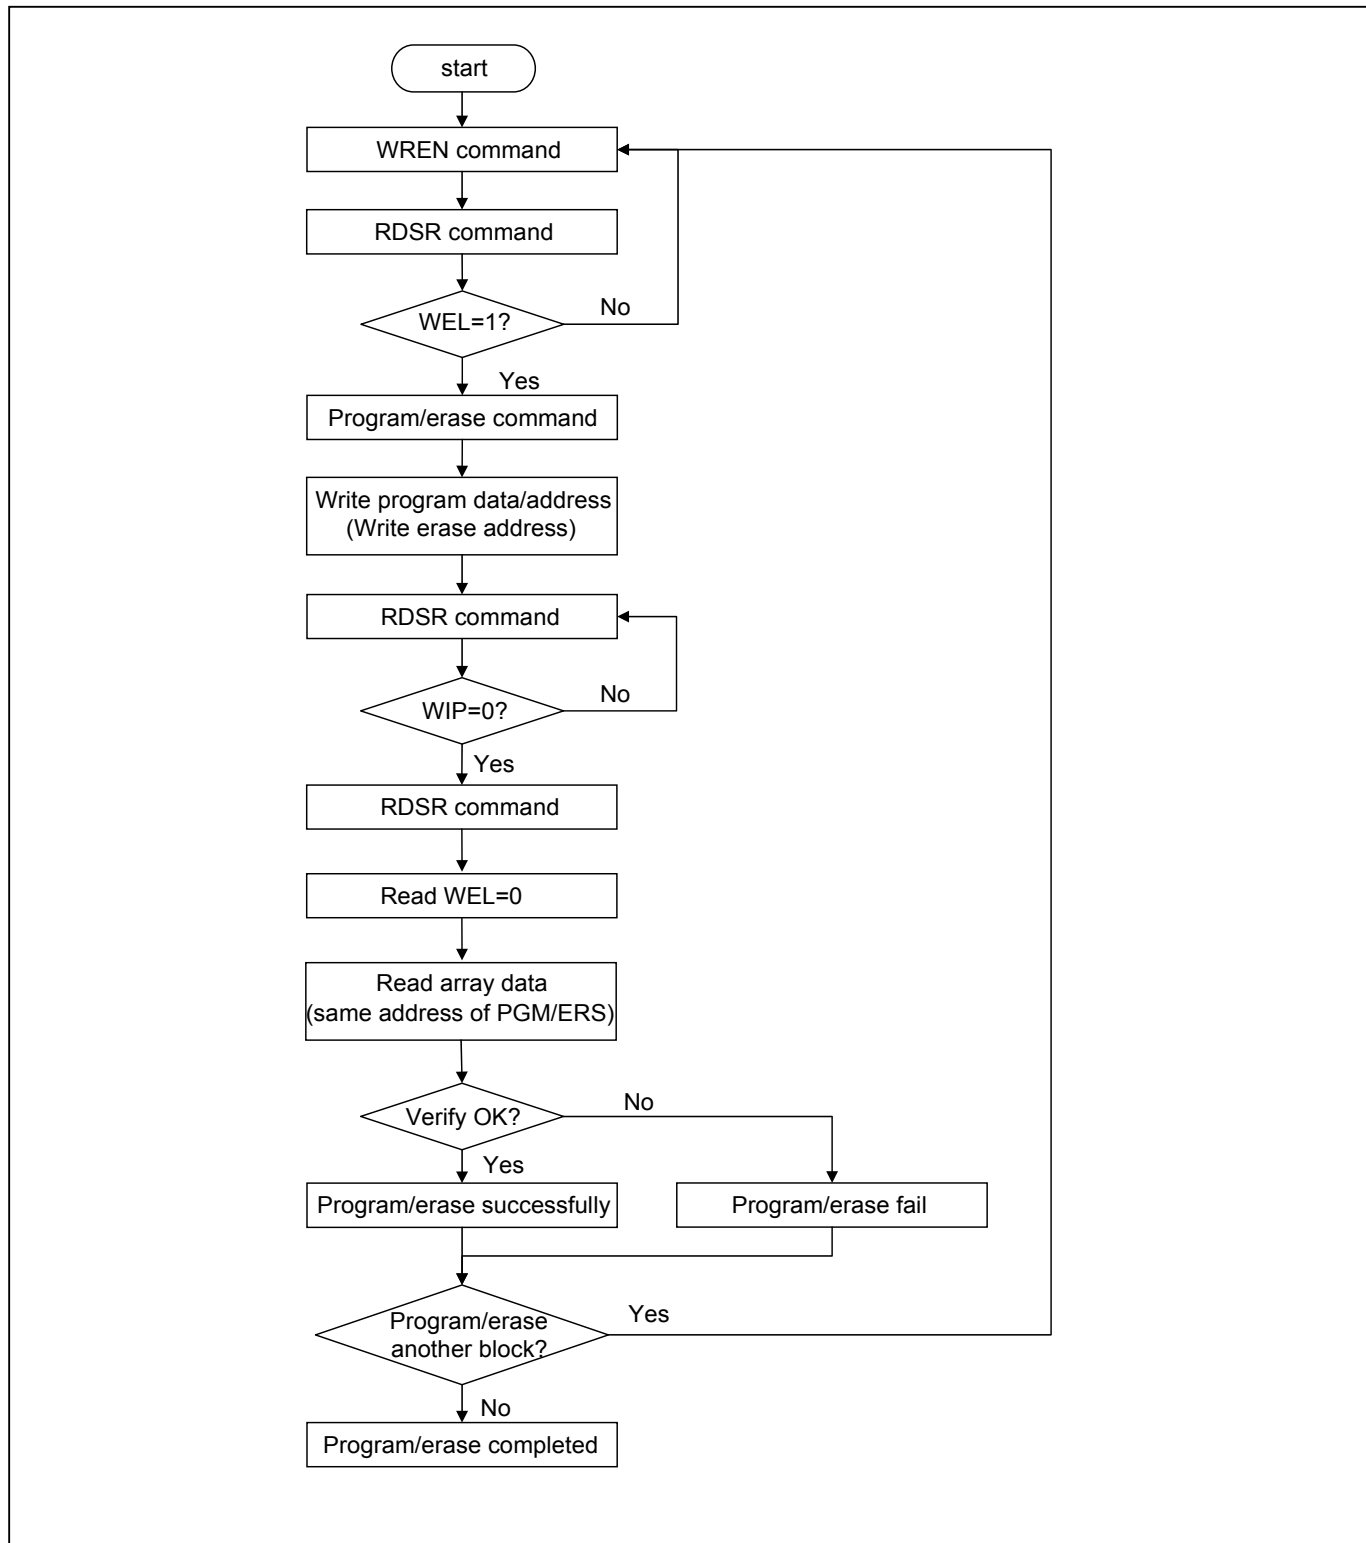 start
WREN command
RDSR command
WEL=1?
No
Yes
Program/erase command
Write program data/address
(Write erase address)
RDSR command
WIP=0?
No
Yes
RDSR command
Read WEL=0
Read array data
(same address of PGM/ERS)
Verify OK?
No
Yes
Program/erase successfully
Program/erase fail
Program/erase
another block?
Yes
No
Program/erase completed